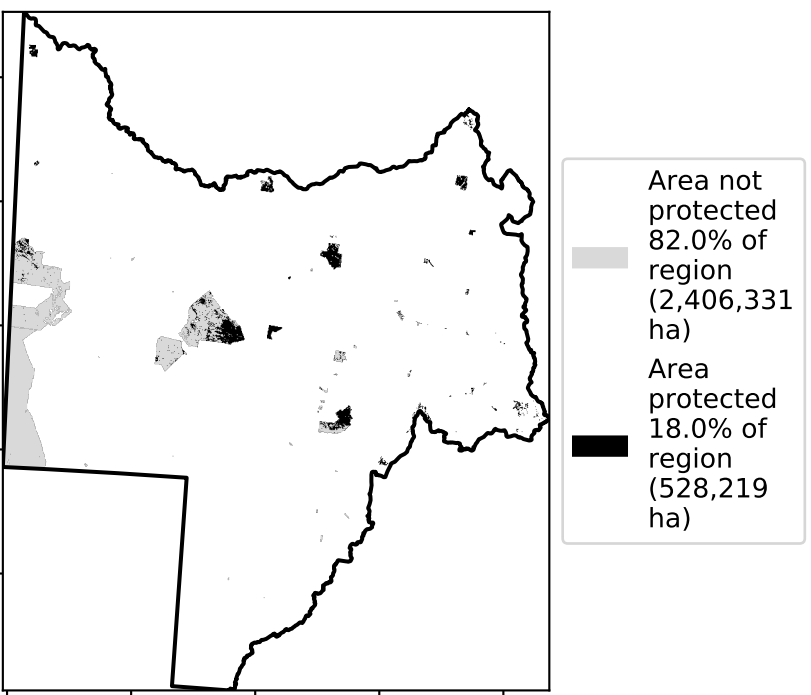 Area not
protected
82.0% of
region
(2,406,331
ha)
Area
protected
18.0% of
region
(528,219
ha)